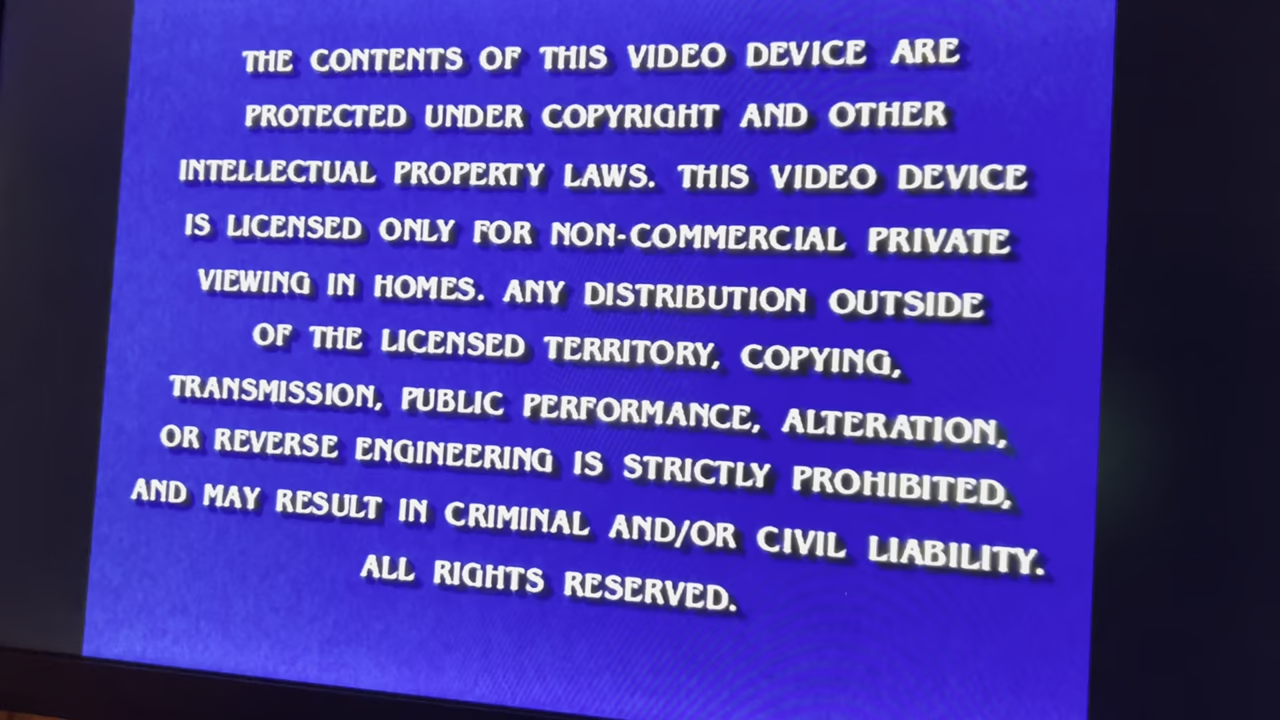 THE CONTENTS OF THIS VIDEO DEVICE ARE
PROTECTED UNDER COPYRIGHT AND OTHER
INTELLECTUAL PROPERTY LAWS. THIS VIDEO DEVICE
IS LICENSED ONLY FOR NON-COMMERCIAL PRIVATE
VIEWING IN HOMES. ANY DISTRIBUTION OUTSIDE
OF THE LICENSED TERRITORY, COPYING,
TRANSMISSION, PUBLIC PERFORMANCE, ALTERATION,
OR REVERSE ENGINEERING IS STRICTLY PROHIBITED,
AND MAY RESULT IN CRIMINAL AND/OR CIVIL LIABILITY.
ALL RIGHTS RESERVED.